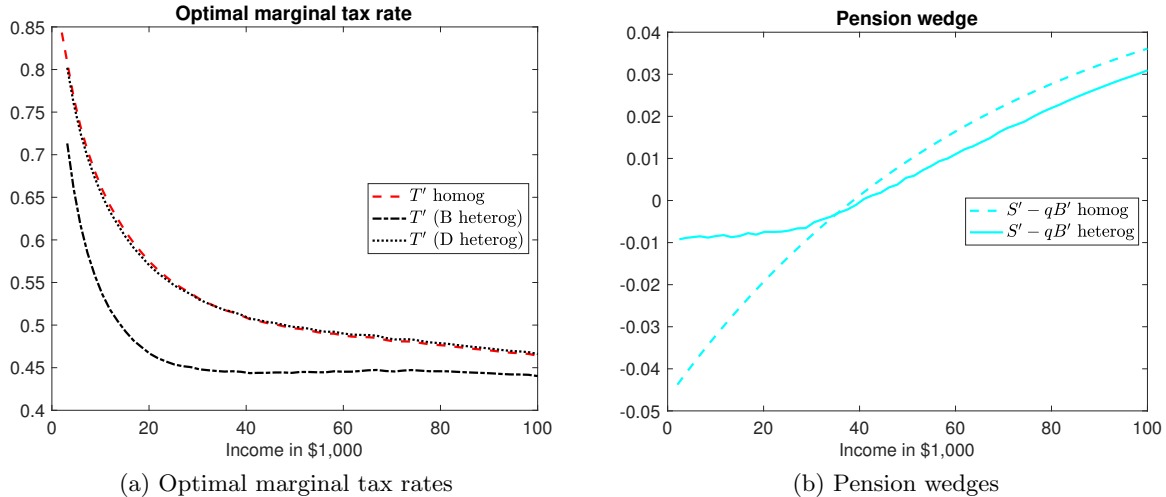 Optimal marginal tax rate
0.85
0.8
0.75
0.7
0.65
0.6
0.55
0.5
0.45
0.4
T′ homog
T′ (B heterog)
T′ (D heterog)
0 20 40 60 80 100
Income in $1,000
(a) Optimal marginal tax rates
Pension wedge
0.04
0.03
0.02
0.01
0
-0.01
-0.02
-0.03
-0.04
-0.05
S′ − qB′ homog
S′ − qB′ heterog
0 20 40 60 80 100
Income in $1,000
(b) Pension wedges